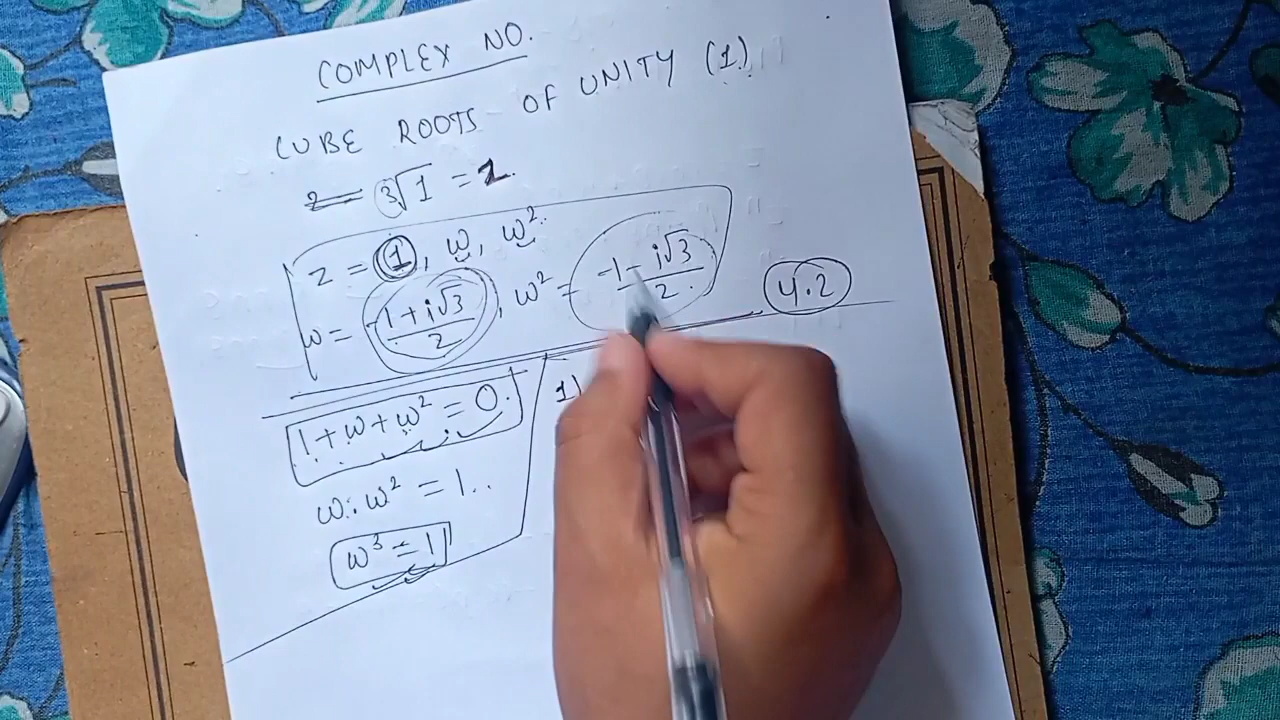 COMPLEX NO.
CUBE ROOTS OF UNITY (1)
∛1 = 1.
z = 1, ω, ω².
ω = -1 + i√3 / 2, ω² = -1 - i√3 / 2
4.2
1 + ω + ω² = 0.
ω . ω² = 1..
ω³ = 1
1)